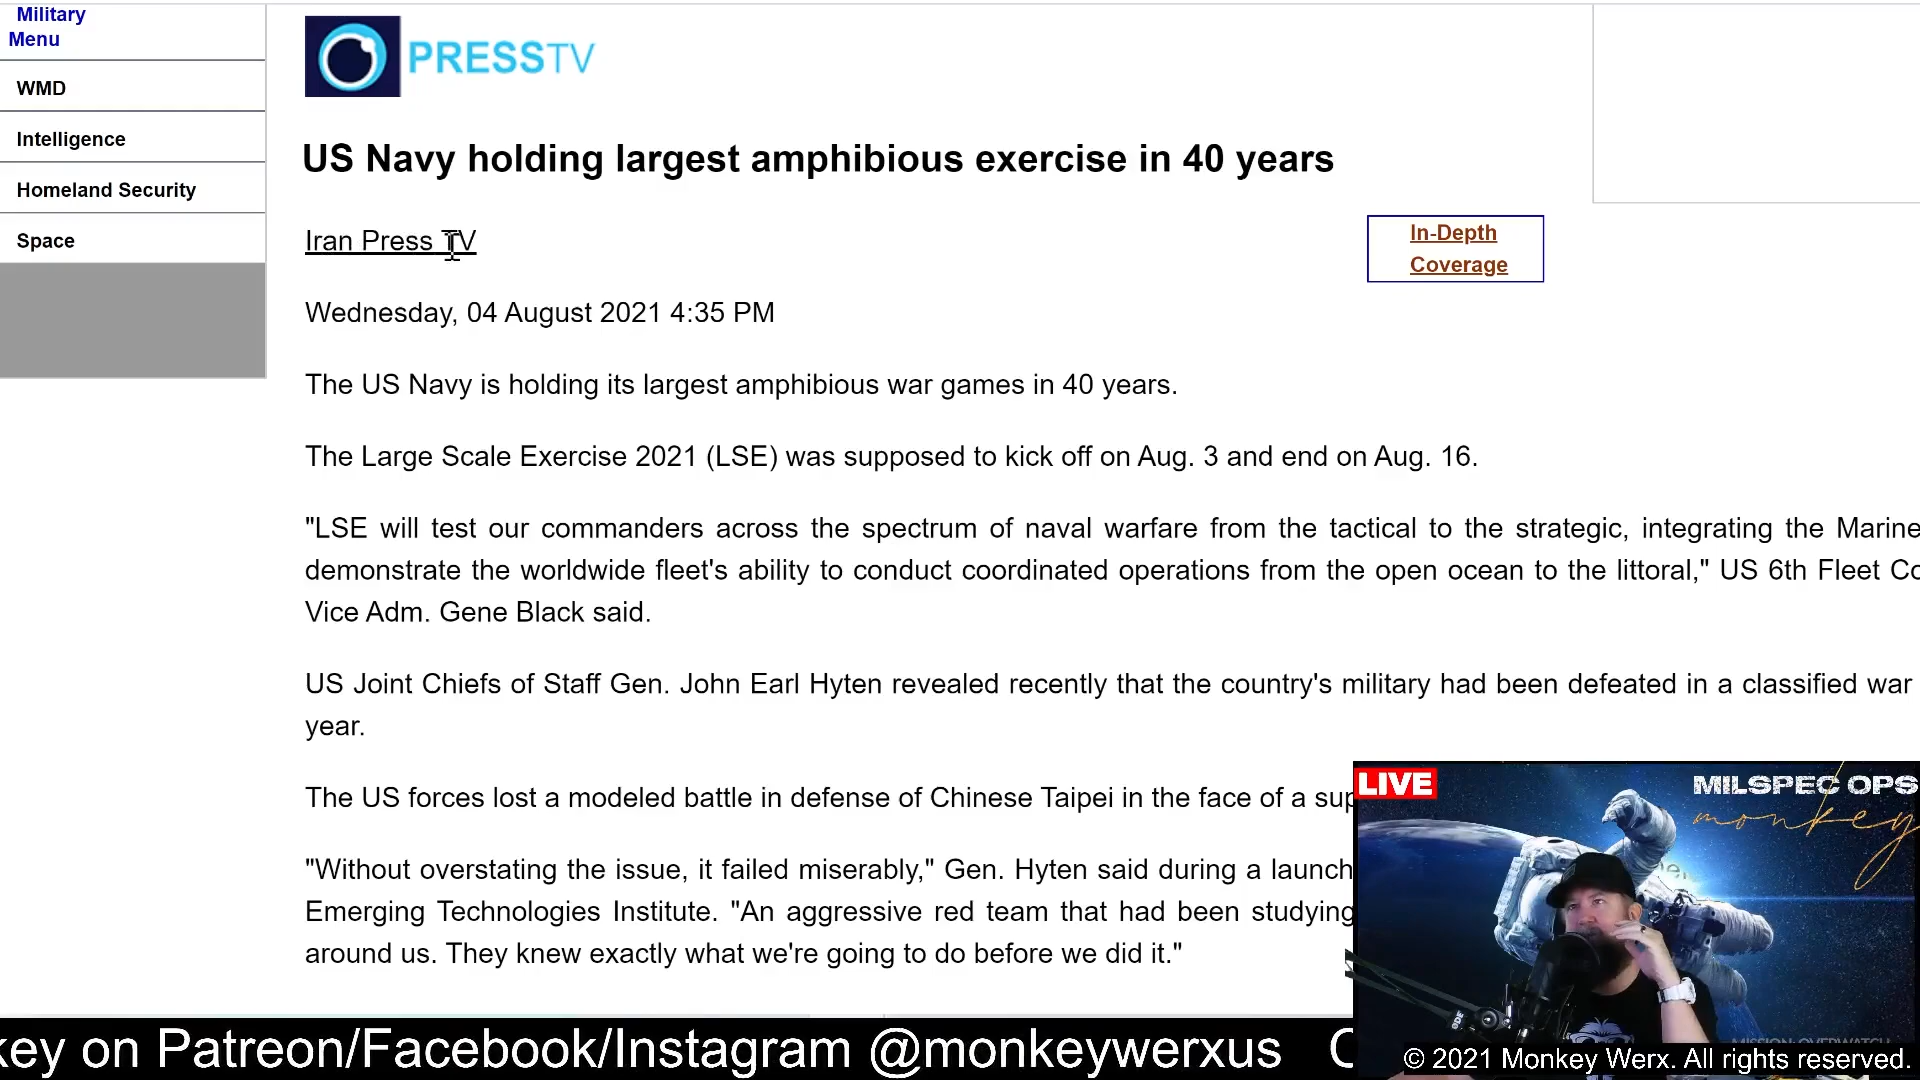 Military
Menu
WMD
Intelligence
Homeland Security
Space
PRESSTV
US Navy holding largest amphibious exercise in 40 years
Iran Press TV
In-Depth
Coverage
Wednesday, 04 August 2021 4:35 PM
The US Navy is holding its largest amphibious war games in 40 years.
The Large Scale Exercise 2021 (LSE) was supposed to kick off on Aug. 3 and end on Aug. 16.
"LSE will test our commanders across the spectrum of naval warfare from the tactical to the strategic, integrating the Marine
demonstrate the worldwide fleet's ability to conduct coordinated operations from the open ocean to the littoral," US 6th Fleet Co
Vice Adm. Gene Black said.
US Joint Chiefs of Staff Gen. John Earl Hyten revealed recently that the country's military had been defeated in a classified war
year.
The US forces lost a modeled battle in defense of Chinese Taipei in the face of a sup
"Without overstating the issue, it failed miserably," Gen. Hyten said during a launch
Emerging Technologies Institute. "An aggressive red team that had been studying
around us. They knew exactly what we're going to do before we did it."
LIVE
MILSPEC OPS
monkey
key on Patreon/Facebook/Instagram @monkeywerxus
MISSION: OVERWATCH
© 2021 Monkey Werx. All rights reserved.